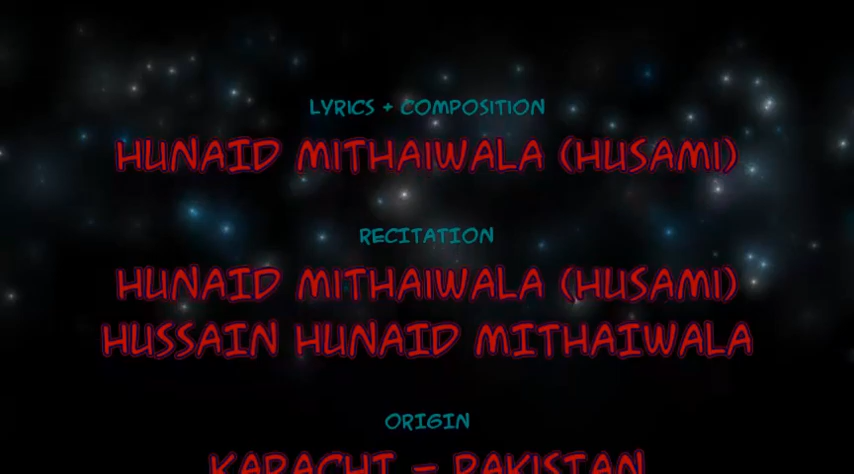 LYRICS + COMPOSITION
HUNAID MITHAIWALA (HUSAMI)
RECITATION
HUNAID MITHAIWALA (HUSAMI)
HUSSAIN HUNAID MITHAIWALA
ORIGIN
KARACHI – PAKISTAN